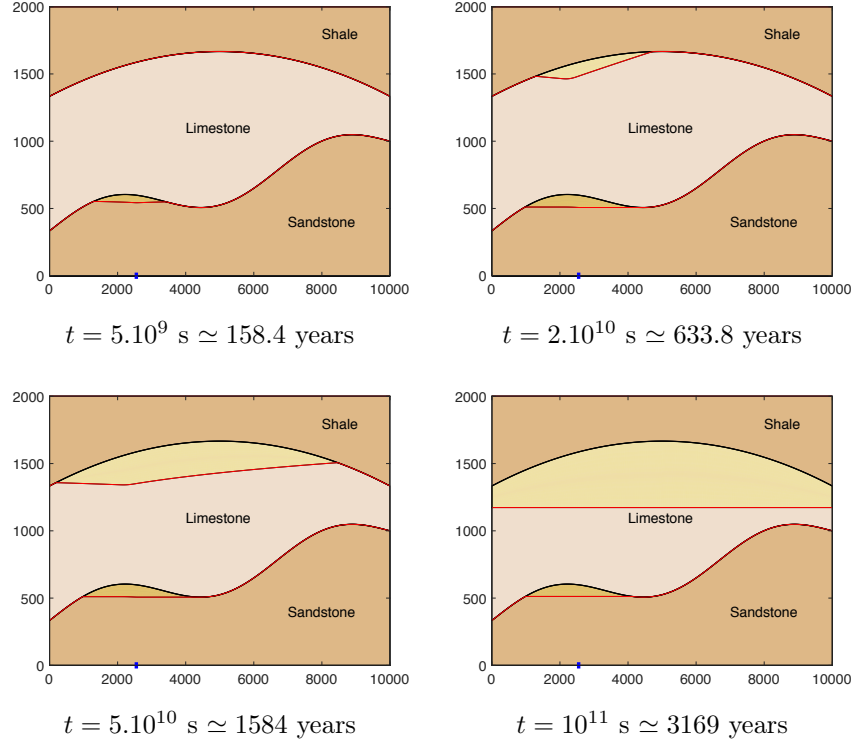 2000
Shale
1500
Limestone
1000
500
Sandstone
0
0 2000 4000 6000 8000 10000
t = 5.10⁹ s ≃ 158.4 years
2000
Shale
1500
Limestone
1000
500
Sandstone
0
0 2000 4000 6000 8000 10000
t = 2.10¹⁰ s ≃ 633.8 years
2000
Shale
1500
Limestone
1000
500
Sandstone
0
0 2000 4000 6000 8000 10000
t = 5.10¹⁰ s ≃ 1584 years
2000
Shale
1500
Limestone
1000
500
Sandstone
0
0 2000 4000 6000 8000 10000
t = 10¹¹ s ≃ 3169 years